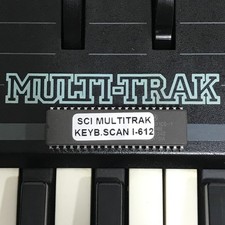 MULTI-TRAK
SCI MULTITRAK
KEYB.SCAN I-612